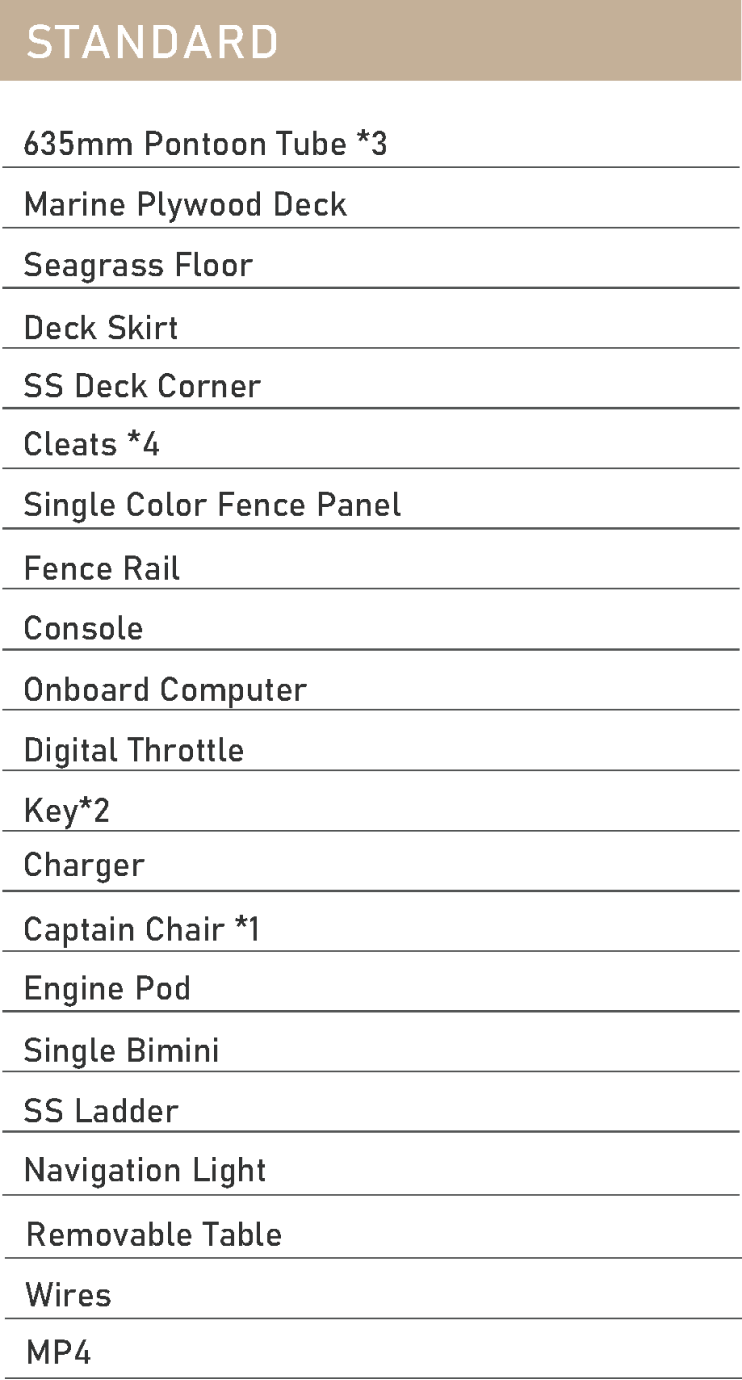 STANDARD
635mm Pontoon Tube *3
Marine Plywood Deck
Seagrass Floor
Deck Skirt
SS Deck Corner
Cleats *4
Single Color Fence Panel
Fence Rail
Console
Onboard Computer
Digital Throttle
Key*2
Charger
Captain Chair *1
Engine Pod
Single Bimini
SS Ladder
Navigation Light
Removable Table
Wires
MP4